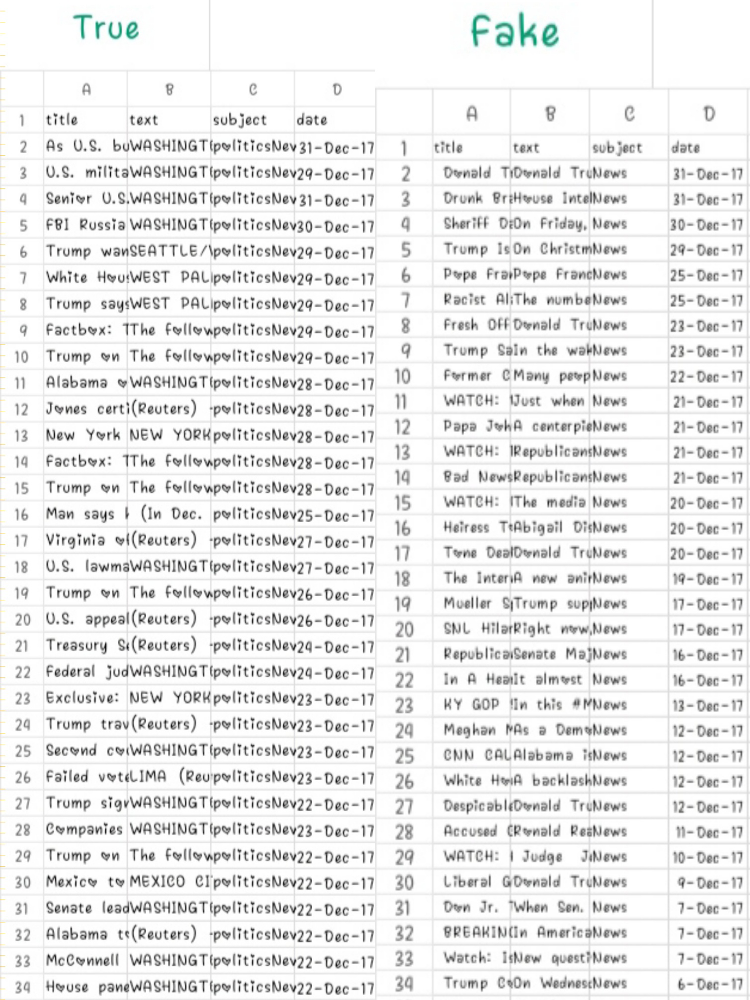 True
A B C D
1 title text subject date
2 As U.S. bu WASHINGT( politicsNev 31-Dec-17
3 U.S. milita WASHINGT( politicsNev 29-Dec-17
4 Senior U.S. WASHINGT( politicsNev 31-Dec-17
5 FBI Russia WASHINGT( politicsNev 30-Dec-17
6 Trump wan SEATTLE/\ politicsNev 29-Dec-17
7 White Hou WEST PAL politicsNev 29-Dec-17
8 Trump says WEST PAL politicsNev 29-Dec-17
9 Factbox: T The follow politicsNev 29-Dec-17
10 Trump on The follow politicsNev 29-Dec-17
11 Alabama o WASHINGT( politicsNev 28-Dec-17
12 Jones certi (Reuters) - politicsNev 28-Dec-17
13 New York NEW YORK politicsNev 28-Dec-17
14 Factbox: T The follow politicsNev 28-Dec-17
15 Trump on The follow politicsNev 28-Dec-17
16 Man says (In Dec. politicsNev 25-Dec-17
17 Virginia of (Reuters) - politicsNev 27-Dec-17
18 U.S. lawma WASHINGT( politicsNev 27-Dec-17
19 Trump on The follow politicsNev 26-Dec-17
20 U.S. appeal (Reuters) - politicsNev 26-Dec-17
21 Treasury Se (Reuters) - politicsNev 24-Dec-17
22 Federal jud WASHINGT( politicsNev 24-Dec-17
23 Exclusive: NEW YORK politicsNev 23-Dec-17
24 Trump trav (Reuters) - politicsNev 23-Dec-17
25 Second co WASHINGT( politicsNev 23-Dec-17
26 Failed vote LIMA (Reu politicsNev 23-Dec-17
27 Trump sign WASHINGT( politicsNev 22-Dec-17
28 Companies WASHINGT( politicsNev 23-Dec-17
29 Trump on The follow politicsNev 22-Dec-17
30 Mexico to MEXICO CI politicsNev 22-Dec-17
31 Senate lead WASHINGT( politicsNev 22-Dec-17
32 Alabama to (Reuters) - politicsNev 22-Dec-17
33 McConnell WASHINGT( politicsNev 22-Dec-17
34 House pane WASHINGT( politicsNev 22-Dec-17
Fake
A B C D
1 title text subject date
2 Donald Tr Donald Tru News 31-Dec-17
3 Drunk Bra House Intel News 31-Dec-17
4 Sheriff Da On Friday, News 30-Dec-17
5 Trump Is On Christm News 29-Dec-17
6 Pope Fran Pope Franc News 25-Dec-17
7 Racist Al The numbe News 25-Dec-17
8 Fresh Off Donald Tru News 23-Dec-17
9 Trump Sa In the wak News 23-Dec-17
10 Former C Many peop News 22-Dec-17
11 WATCH: Just when News 21-Dec-17
12 Papa Joh A centerpie News 21-Dec-17
13 WATCH: Republicans News 21-Dec-17
14 Bad News Republicans News 21-Dec-17
15 WATCH: The media News 20-Dec-17
16 Heiress To Abigail Dis News 20-Dec-17
17 Tone Deaf Donald Tru News 20-Dec-17
18 The Intern A new anim News 19-Dec-17
19 Mueller Sp Trump supp News 17-Dec-17
20 SNL Hilar Right now, News 17-Dec-17
21 Republica Senate Maj News 16-Dec-17
22 In A Hea It almost News 16-Dec-17
23 KY GOP In this #M News 13-Dec-17
24 Meghan As a Demo News 12-Dec-17
25 CNN CAL Alabama is News 12-Dec-17
26 White Ho A backlash News 12-Dec-17
27 Despicable Donald Tru News 12-Dec-17
28 Accused Ronald Rea News 11-Dec-17
29 WATCH: Judge J News 10-Dec-17
30 Liberal G Donald Tru News 9-Dec-17
31 Don Jr. When Sen. News 7-Dec-17
32 BREAKIN In America News 7-Dec-17
33 Watch: Is New questi News 7-Dec-17
34 Trump Co On Wednesd News 6-Dec-17